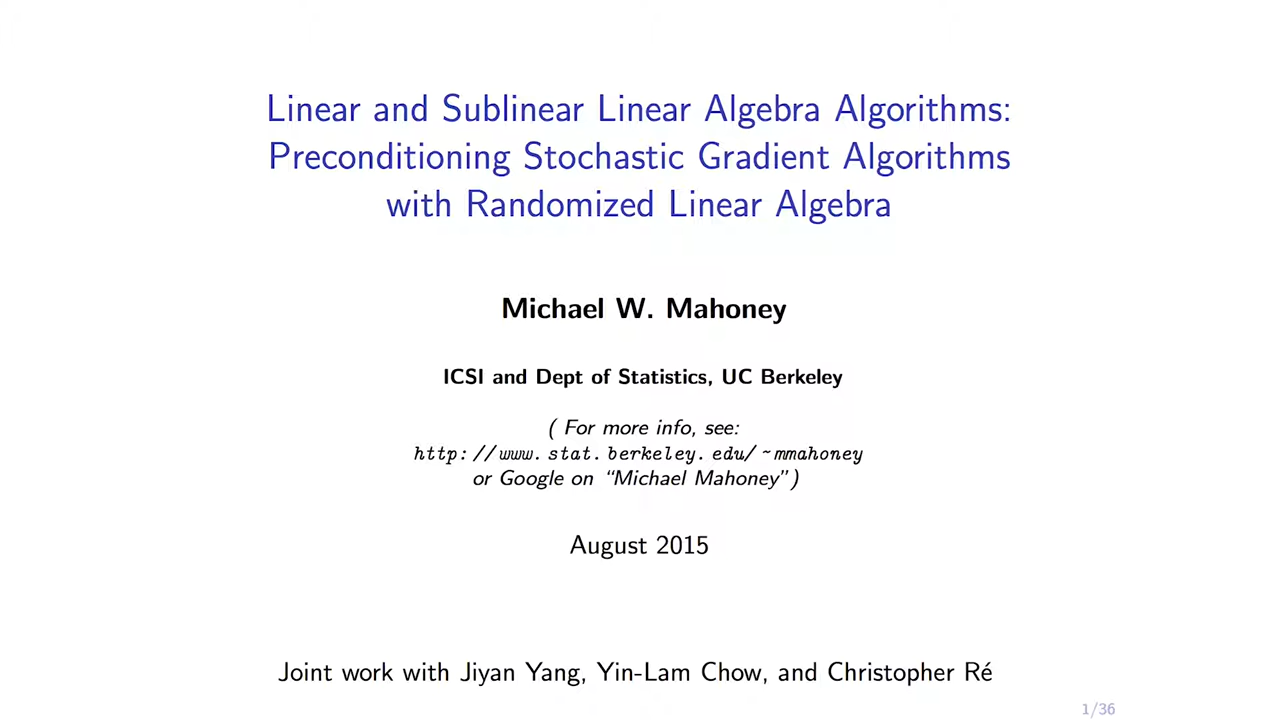 Linear and Sublinear Linear Algebra Algorithms:
Preconditioning Stochastic Gradient Algorithms
with Randomized Linear Algebra
Michael W. Mahoney
ICSI and Dept of Statistics, UC Berkeley
( For more info, see:
http://www.stat.berkeley.edu/~mmahoney
or Google on “Michael Mahoney”)
August 2015
Joint work with Jiyan Yang, Yin-Lam Chow, and Christopher Ré
1/36